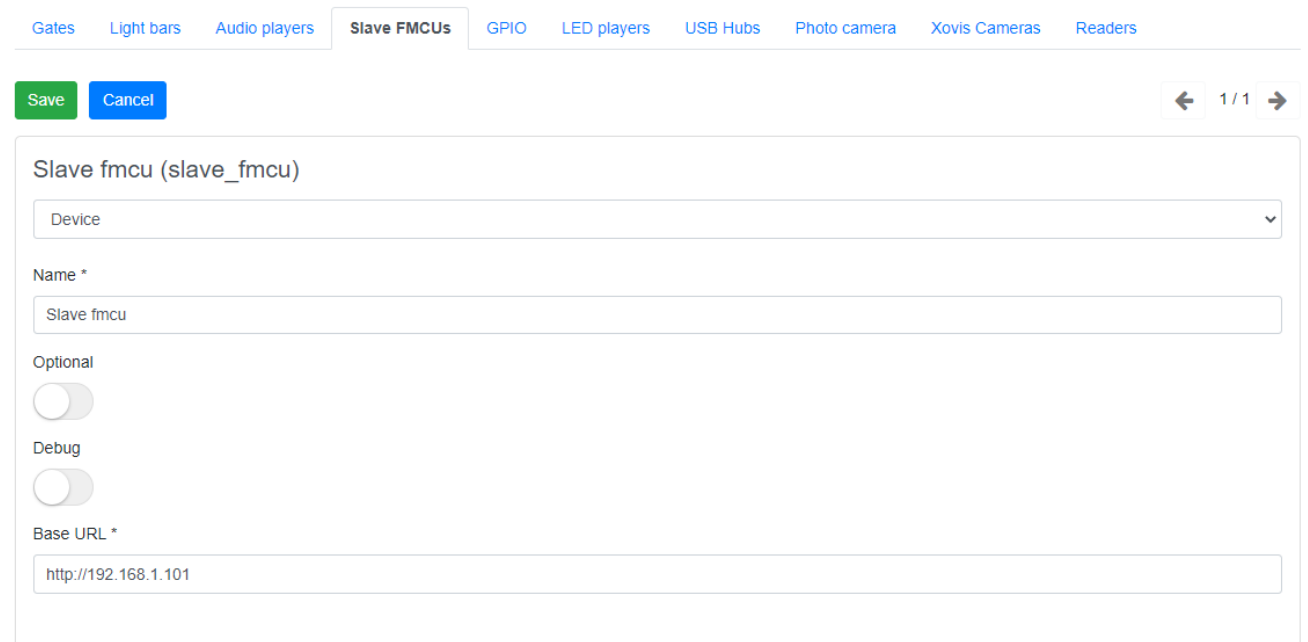 Gates Light bars Audio players Slave FMCUs GPIO LED players USB Hubs Photo camera Xovis Cameras Readers
Save Cancel 1 / 1
Slave fmcu (slave_fmcu)
Device
Name *
Slave fmcu
Optional
Debug
Base URL *
http://192.168.1.101